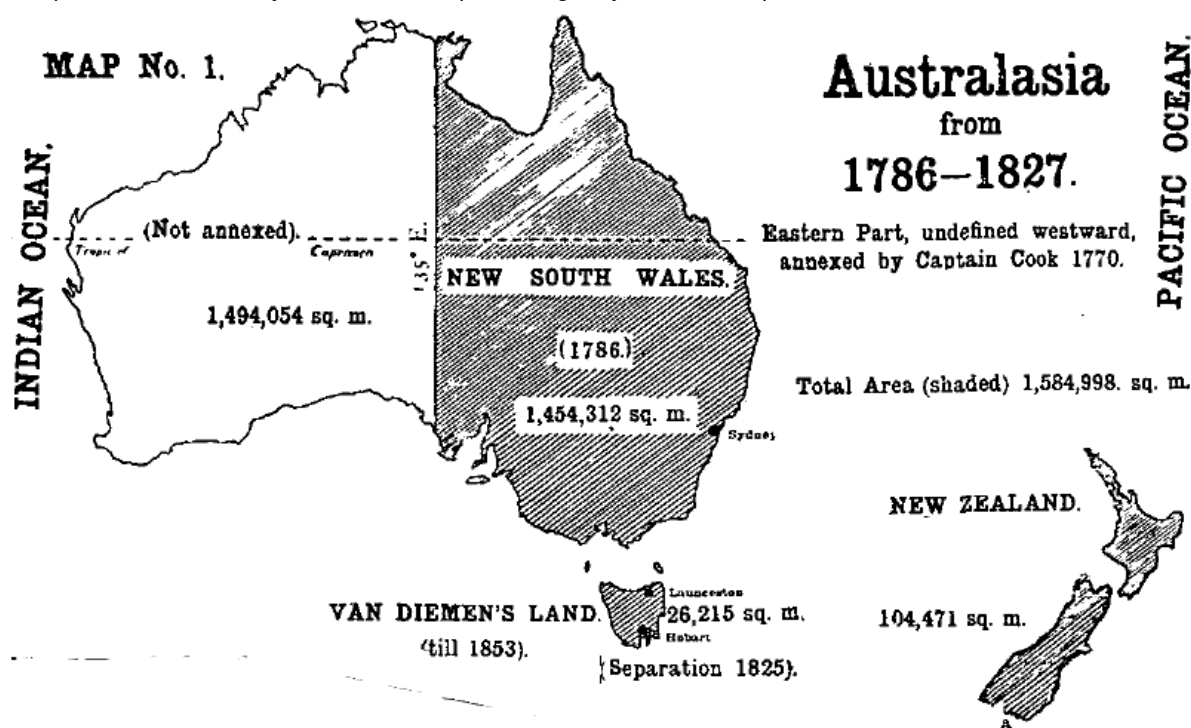 MAP No. 1.
Australasia
from
1786—1827.
INDIAN OCEAN.
PACIFIC OCEAN.
(Not annexed).
Tropic of
Capricorn
135° E.
Eastern Part, undefined westward,
annexed by Captain Cook 1770.
NEW SOUTH WALES.
1,494,054 sq. m.
(1786.)
Total Area (shaded) 1,584,998. sq. m.
1,454,312 sq. m.
Sydney
NEW ZEALAND.
104,471 sq. m.
VAN DIEMEN'S LAND.
(till 1853).
Launceston
26,215 sq. m.
Hobart
(Separation 1825).